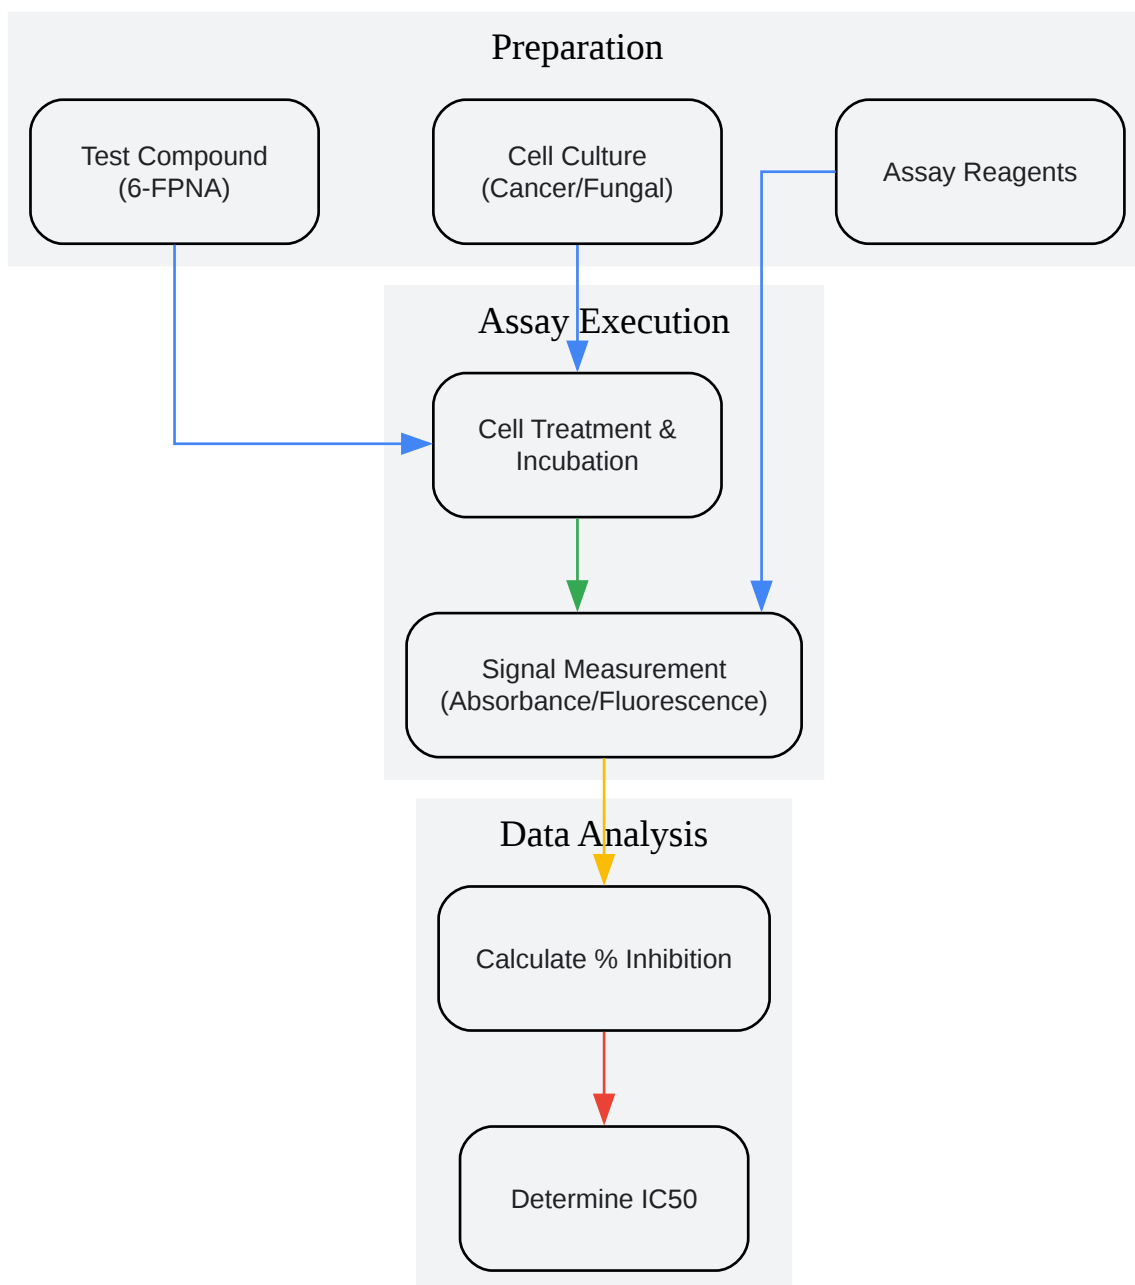 Preparation
Test Compound
(6-FPNA)
Cell Culture
(Cancer/Fungal)
Assay Reagents
Assay Execution
Cell Treatment &
Incubation
Signal Measurement
(Absorbance/Fluorescence)
Data Analysis
Calculate % Inhibition
Determine IC50